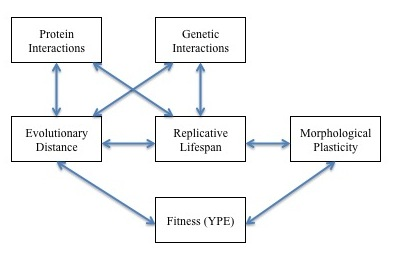 Protein
Interactions
Genetic
Interactions
Evolutionary
Distance
Replicative
Lifespan
Morphological
Plasticity
Fitness (YPE)